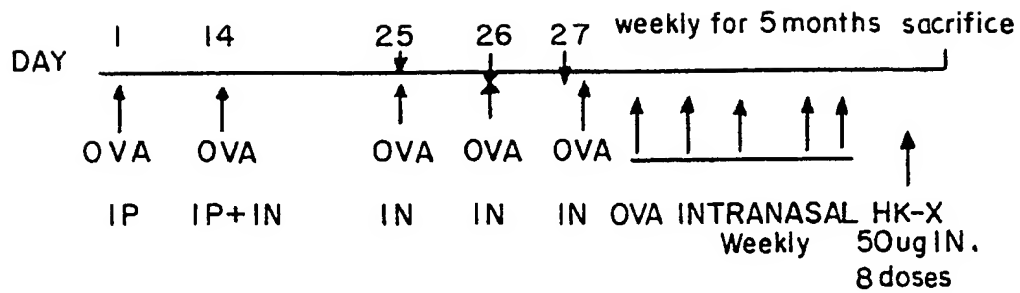 1 14 25 26 27 weekly for 5 months sacrifice
DAY
OVA OVA OVA OVA OVA
IP IP+IN IN IN IN OVA INTRANASAL HK-X
Weekly 50ug IN.
8 doses